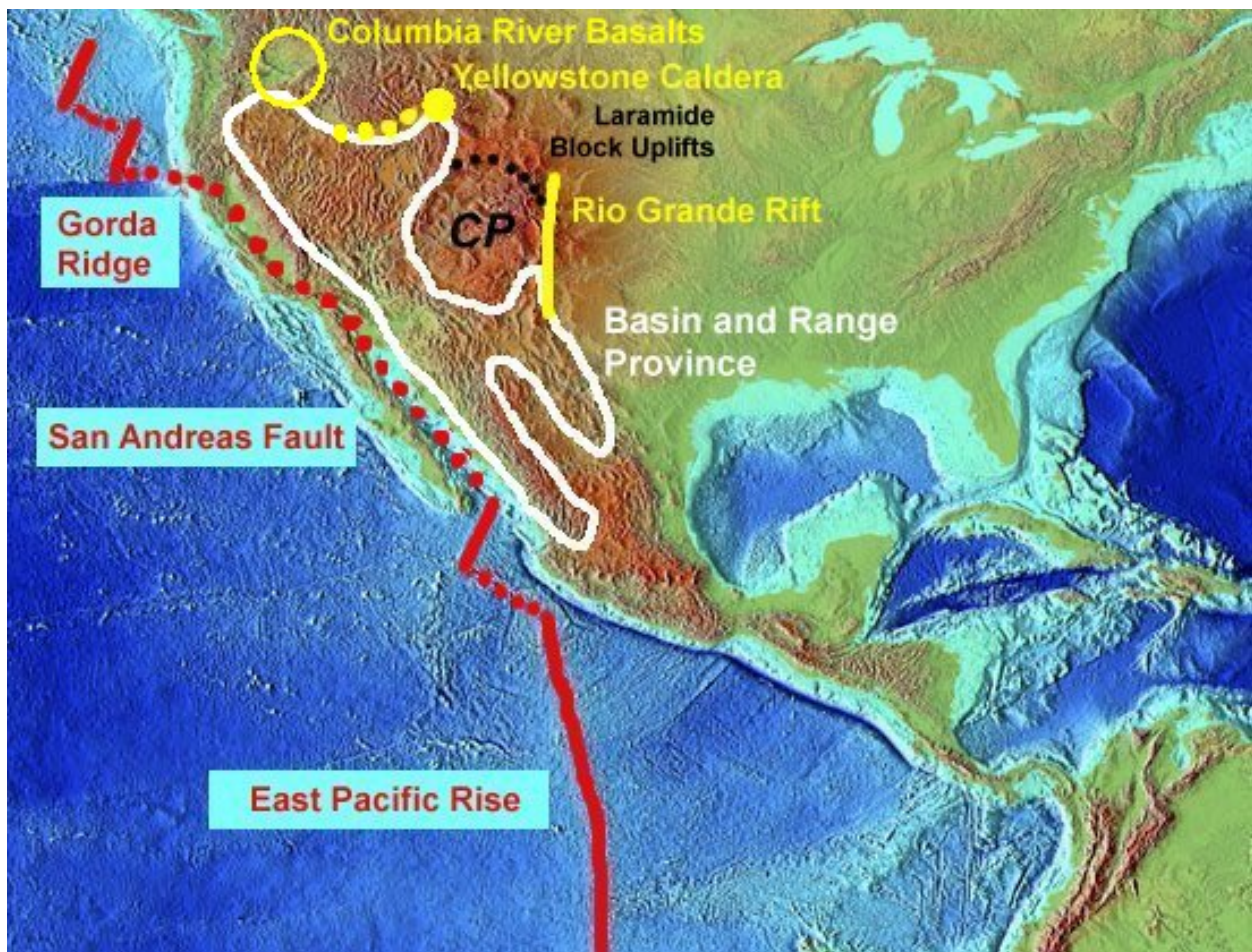 Columbia River Basalts
Yellowstone Caldera
Laramide
Block Uplifts
CP
Rio Grande Rift
Gorda
Ridge
Basin and Range
Province
San Andreas Fault
East Pacific Rise